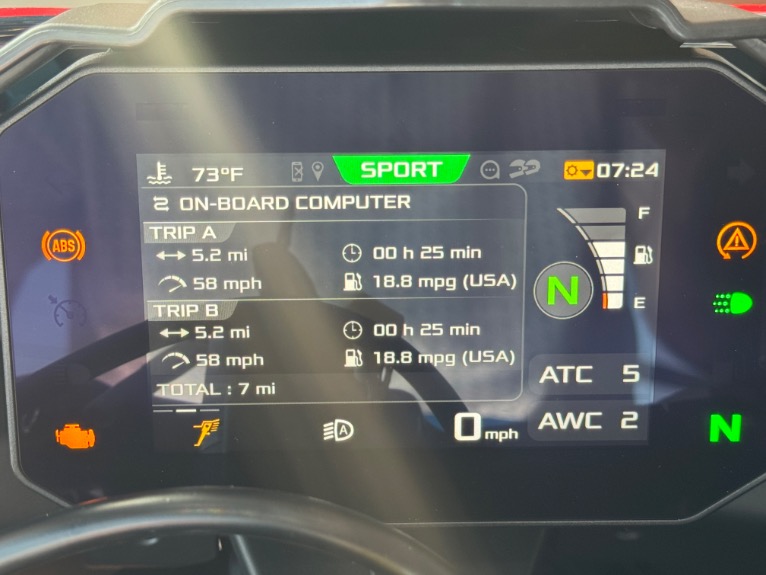 73°F
SPORT
07:24
ON-BOARD COMPUTER
TRIP A
5.2 mi
00 h 25 min
58 mph
18.8 mpg (USA)
TRIP B
5.2 mi
00 h 25 min
58 mph
18.8 mpg (USA)
TOTAL : 7 mi
F
N
E
ATC 5
AWC 2
ABS
A
0 mph
N